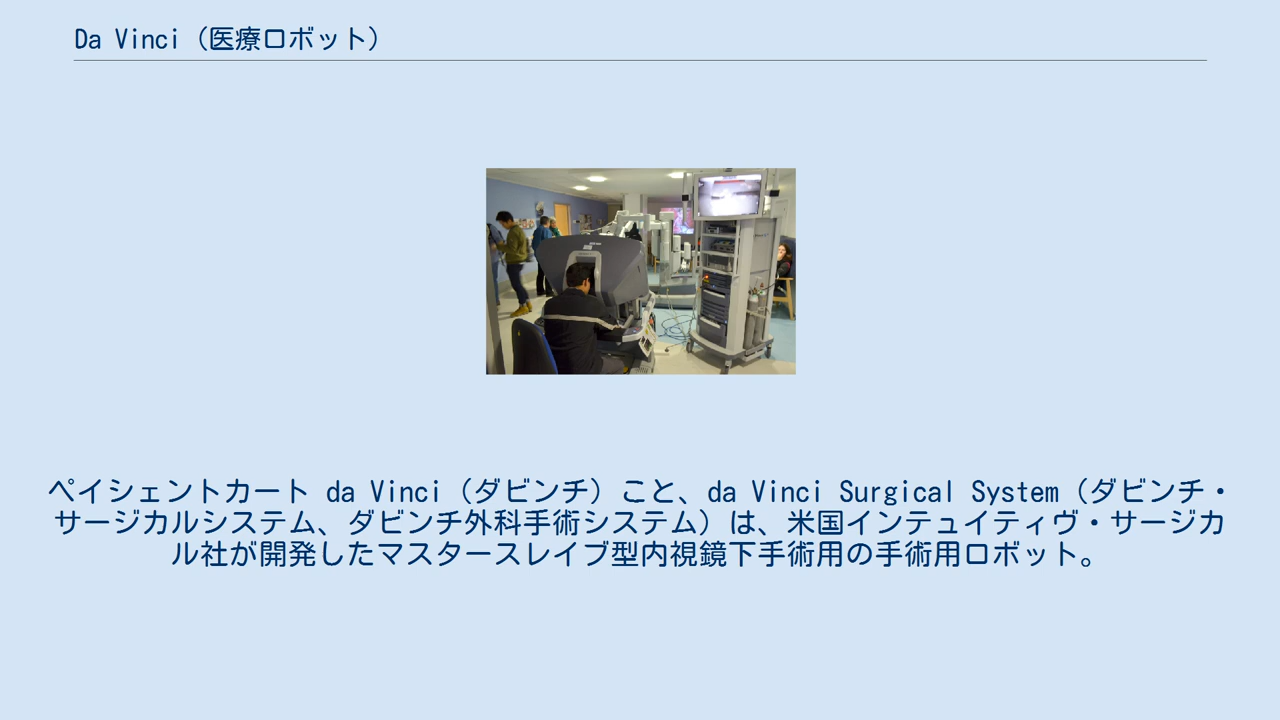 Da Vinci（医療ロボット）
ペイシェントカート da Vinci（ダビンチ）こと、da Vinci Surgical System（ダビンチ・
サージカルシステム、ダビンチ外科手術システム）は、米国インテュイティヴ・サージカ
ル社が開発したマスタースレイブ型内視鏡下手術用の手術用ロボット。